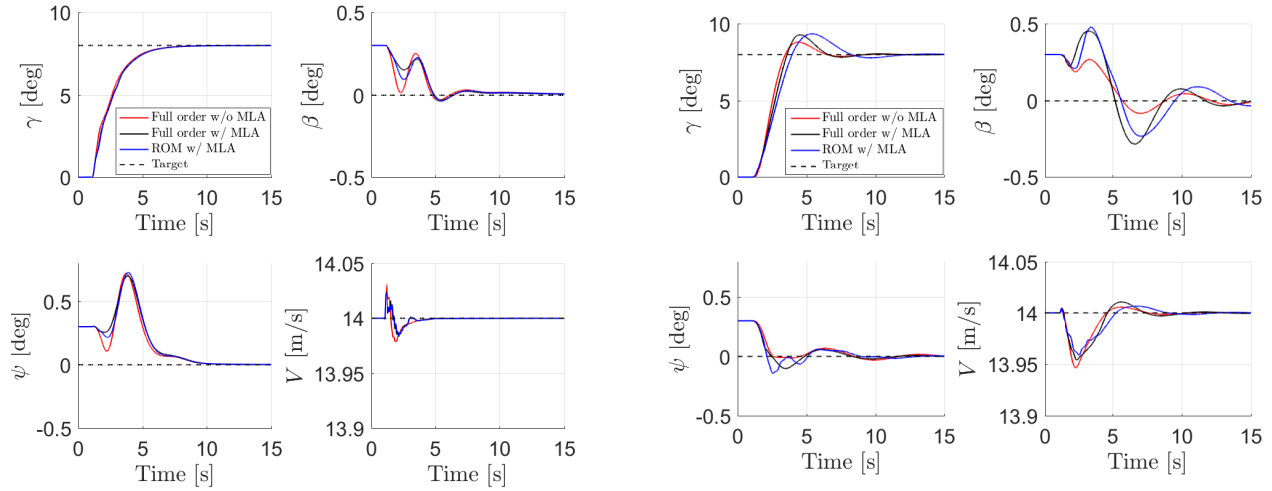 10
5
0
γ [deg]
Full order w/o MLA
Full order w/ MLA
ROM w/ MLA
Target
0 5 10 15
Time [s]
0.5
0
-0.5
β [deg]
0 5 10 15
Time [s]
10
5
0
γ [deg]
Full order w/o MLA
Full order w/ MLA
ROM w/ MLA
Target
0 5 10 15
Time [s]
0.5
0
-0.5
β [deg]
0 5 10 15
Time [s]
0.5
0
-0.5
ψ [deg]
0 5 10 15
Time [s]
14.05
14
13.95
13.9
V [m/s]
0 5 10 15
Time [s]
0.5
0
-0.5
ψ [deg]
0 5 10 15
Time [s]
14.05
14
13.95
13.9
V [m/s]
0 5 10 15
Time [s]